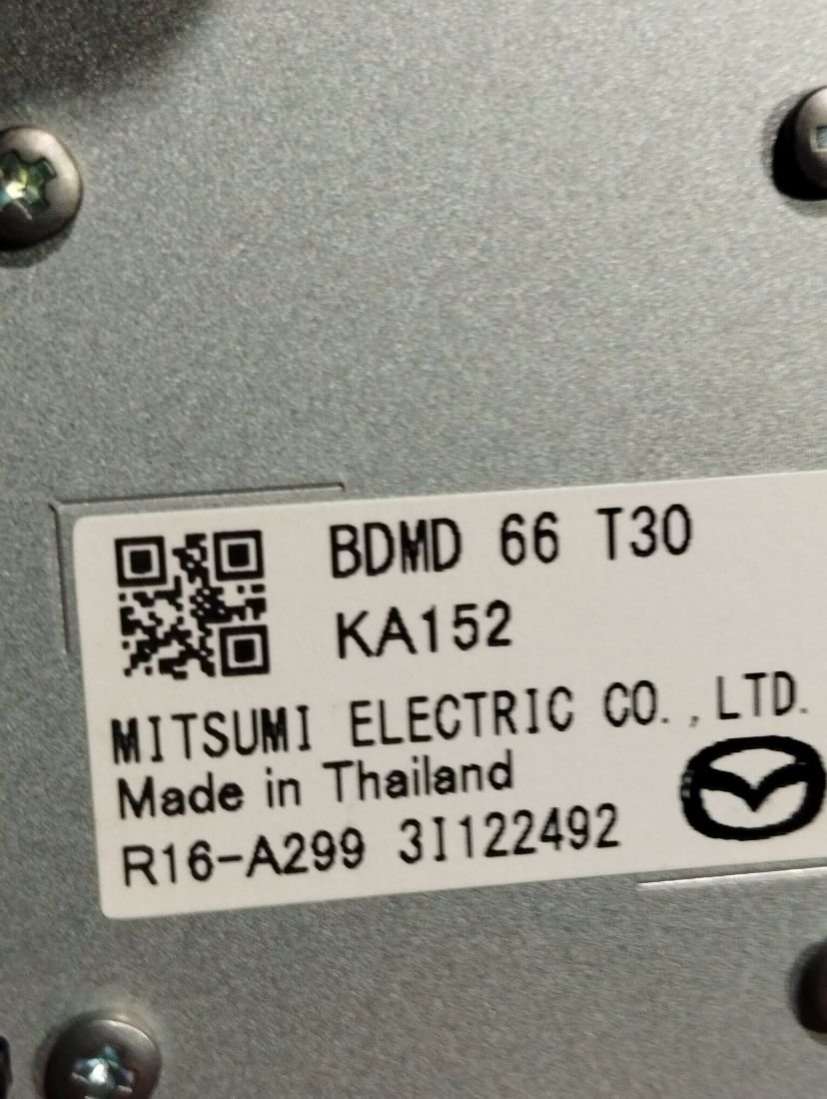 BDMD 66 T30
KA152
MITSUMI ELECTRIC CO.,LTD.
Made in Thailand
R16-A299 3I122492